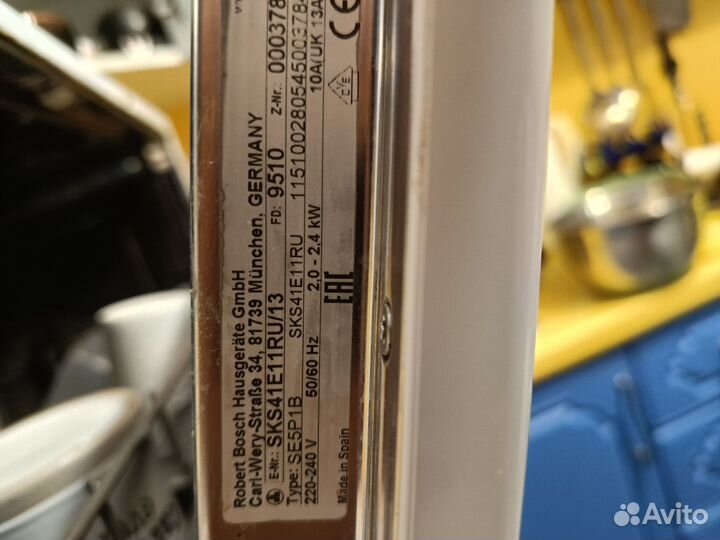 Robert Bosch Hausgeräte GmbH
Carl-Wery-Straße 34, 81739 München, GERMANY
E-Nr.: SKS41E11RU/13 FD: 9510 Z-Nr.: 000378
Type: SE5P1B SKS41E11RU 11510028054500378
220-240 V 50/60 Hz 2,0 - 2,4 kW 10A(UK 13A
Made in Spain EAC CVE CE
Avito